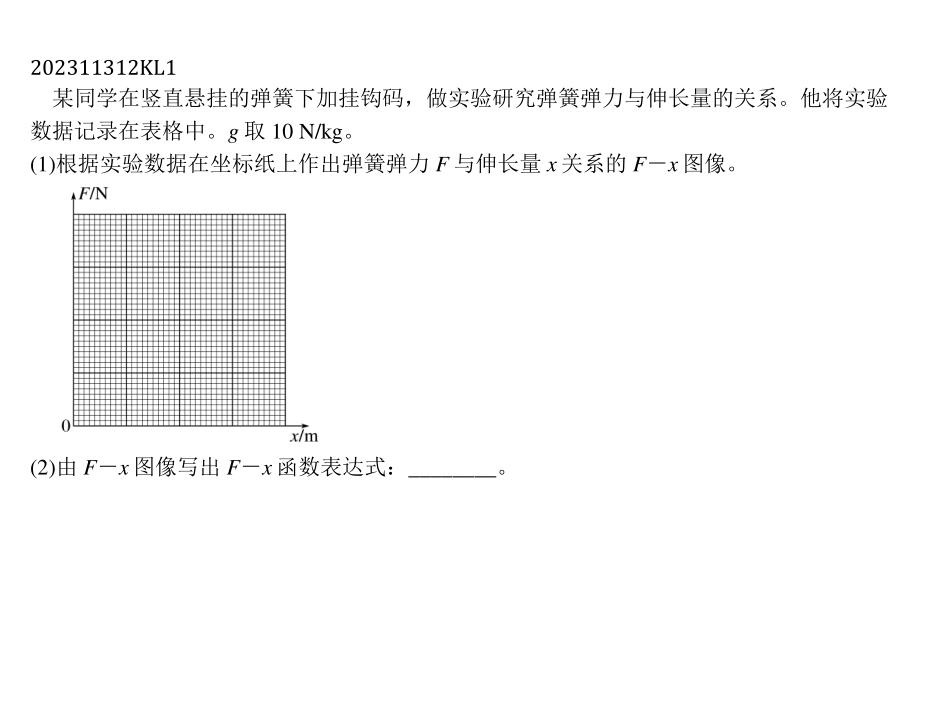 202311312KL1
某同学在竖直悬挂的弹簧下加挂钩码，做实验研究弹簧弹力与伸长量的关系。他将实验
数据记录在表格中。g 取 10 N/kg。
(1)根据实验数据在坐标纸上作出弹簧弹力 F 与伸长量 x 关系的 F－x 图像。
F/N
0
x/m
(2)由 F－x 图像写出 F－x 函数表达式：________。